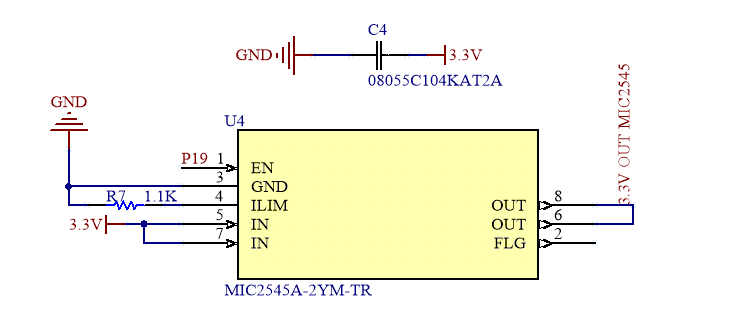 C4
GND
3.3V
08055C104KAT2A
3.3V OUT MIC2545
GND
U4
P19 1
EN
3
GND
R7 1.1K 4
ILIM
OUT 8
3.3V 5
IN
OUT 6
7
IN
FLG 2
MIC2545A-2YM-TR